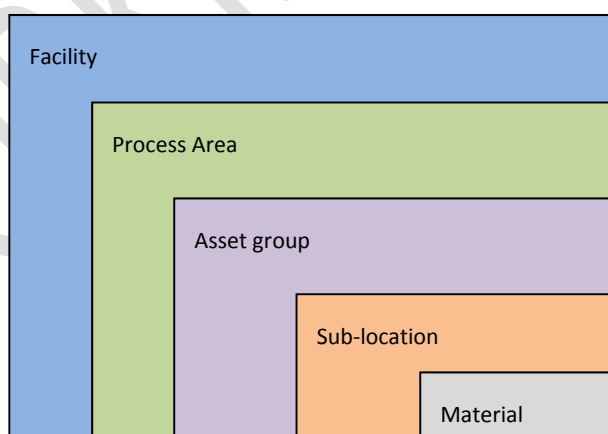 Facility
Process Area
Asset group
Sub-location
Material